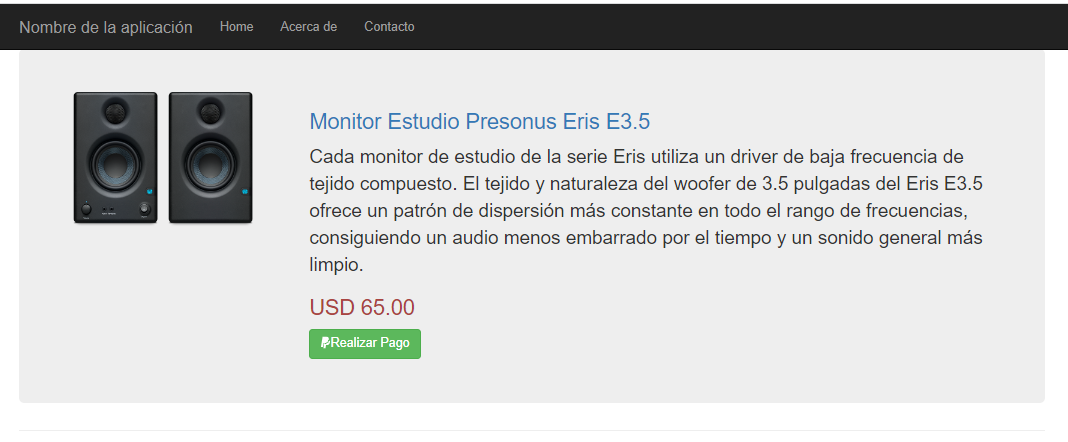 Nombre de la aplicación Home Acerca de Contacto
Monitor Estudio Presonus Eris E3.5
Cada monitor de estudio de la serie Eris utiliza un driver de baja frecuencia de
tejido compuesto. El tejido y naturaleza del woofer de 3.5 pulgadas del Eris E3.5
ofrece un patrón de dispersión más constante en todo el rango de frecuencias,
consiguiendo un audio menos embarrado por el tiempo y un sonido general más
limpio.
USD 65.00
Realizar Pago